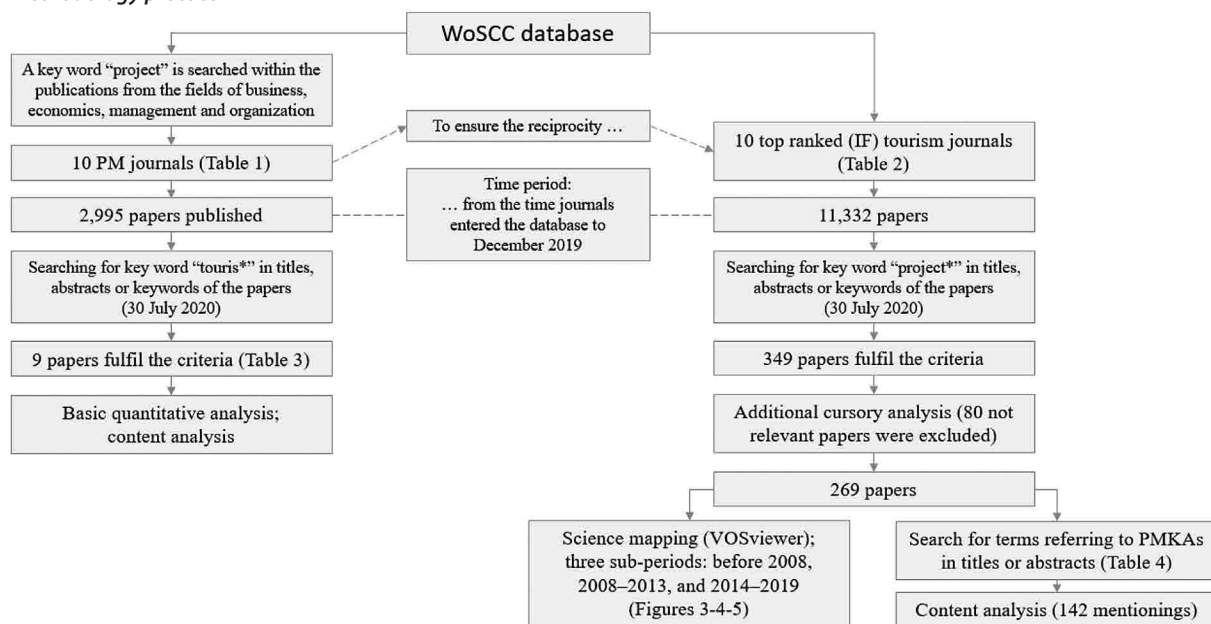 WoSCC database
A key word “project” is searched within the
publications from the fields of business,
economics, management and organization
10 PM journals (Table 1)
2,995 papers published
Searching for key word “touris*” in titles,
abstracts or keywords of the papers
(30 July 2020)
9 papers fulfil the criteria (Table 3)
Basic quantitative analysis;
content analysis
To ensure the reciprocity …
Time period:
… from the time journals
entered the database to
December 2019
10 top ranked (IF) tourism journals
(Table 2)
11,332 papers
Searching for key word “project*” in titles,
abstracts or keywords of the papers
(30 July 2020)
349 papers fulfil the criteria
Additional cursory analysis (80 not
relevant papers were excluded)
269 papers
Science mapping (VOSviewer);
three sub-periods: before 2008,
2008–2013, and 2014–2019
(Figures 3-4-5)
Search for terms referring to PMKAs
in titles or abstracts (Table 4)
Content analysis (142 mentionings)